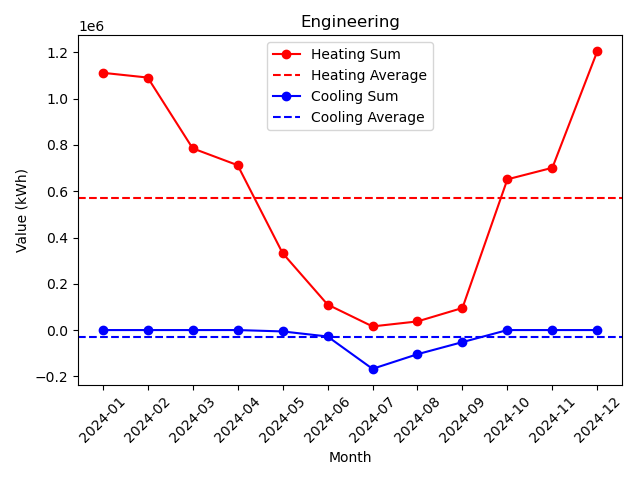 Engineering
1e6
Heating Sum
Heating Average
Cooling Sum
Cooling Average
Value (kWh)
1.2
1.0
0.8
0.6
0.4
0.2
0.0
−0.2
2024-01
2024-02
2024-03
2024-04
2024-05
2024-06
2024-07
2024-08
2024-09
2024-10
2024-11
2024-12
Month